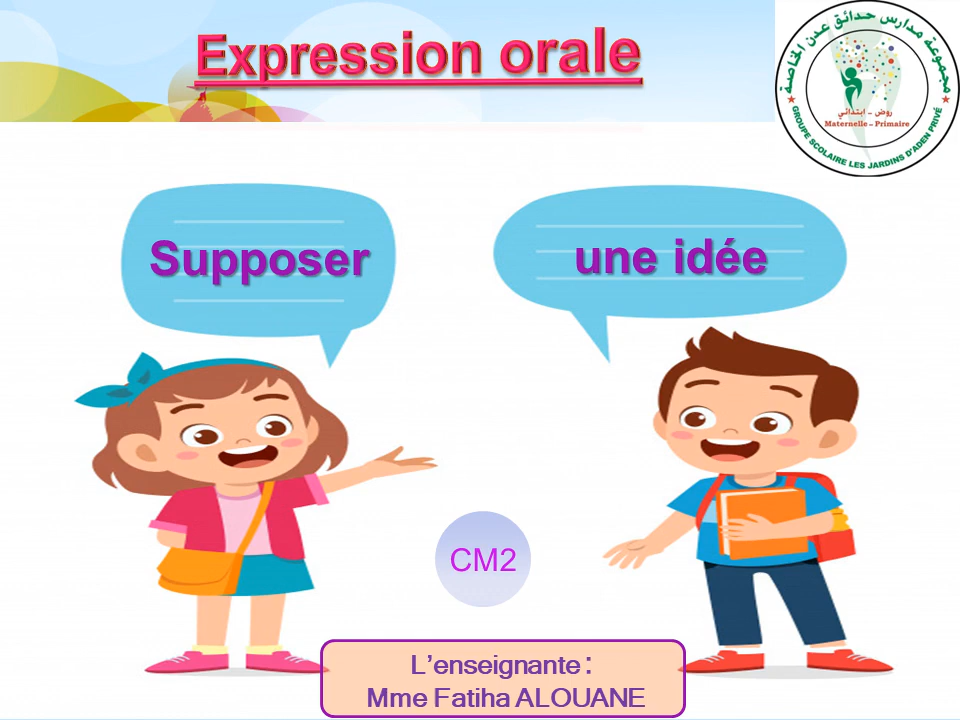 Expression orale
مجموعة مدارس حدائق عدن الخاصة
روض - ابتدائي
Maternelle - Primaire
GROUPE SCOLAIRE LES JARDINS D'ADEN PRIVÉ
Supposer
une idée
CM2
L'enseignante :
Mme Fatiha ALOUANE